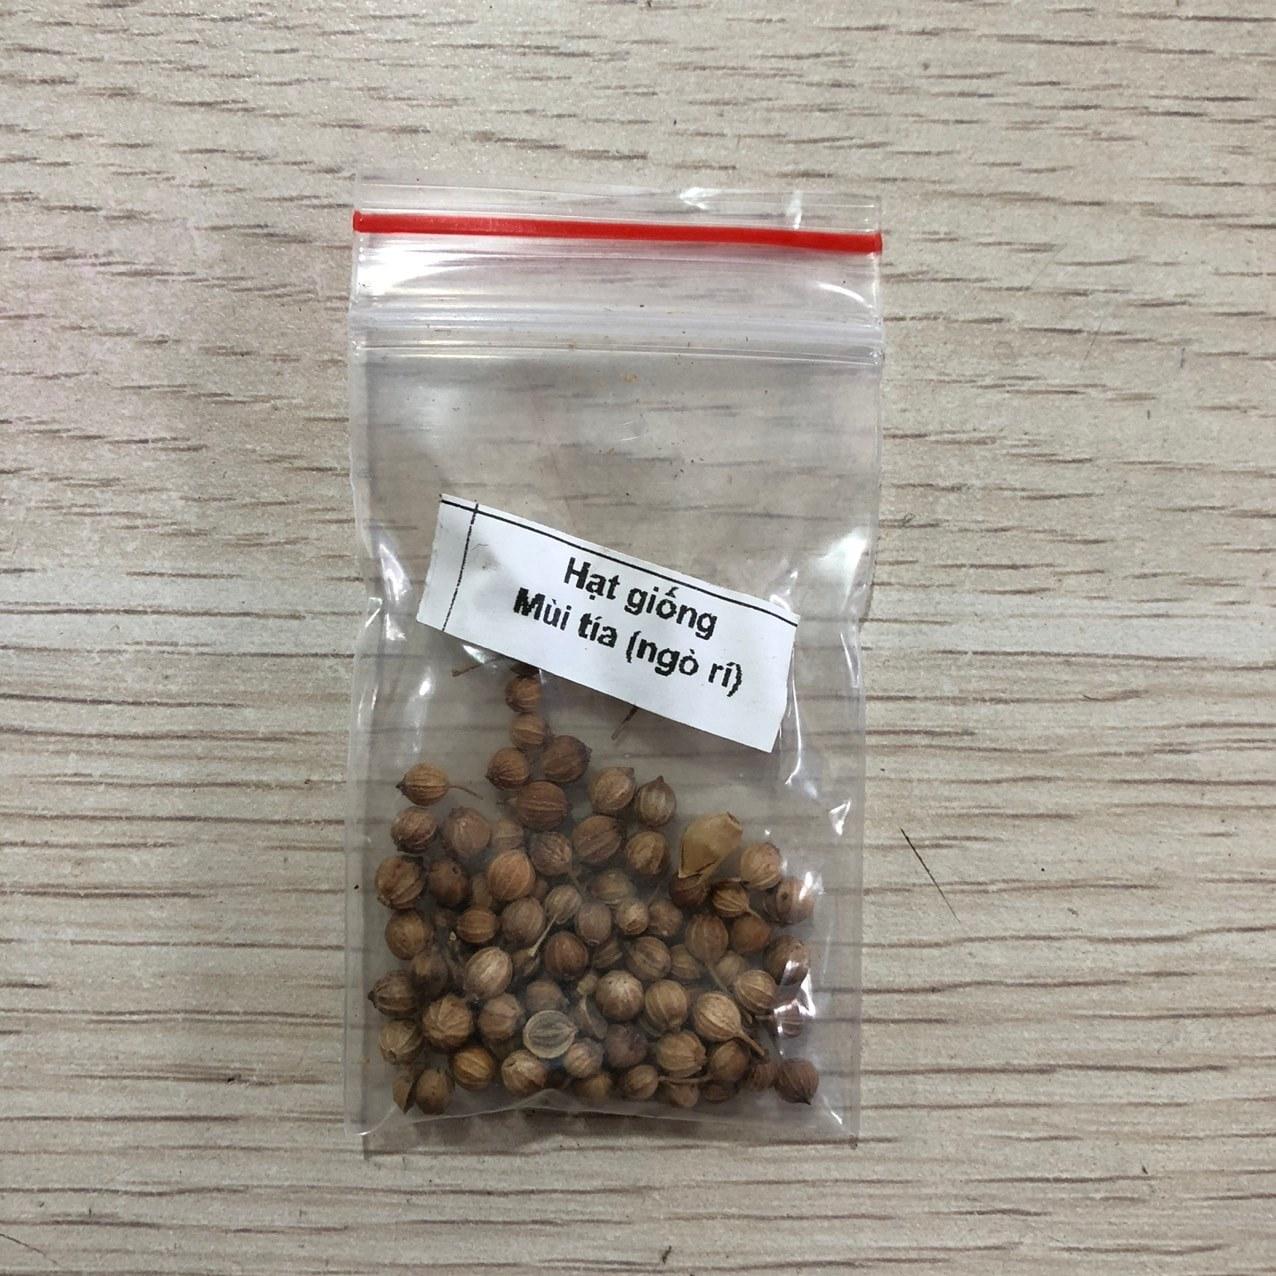 Hạt giống
Mùi tía (ngò rí)